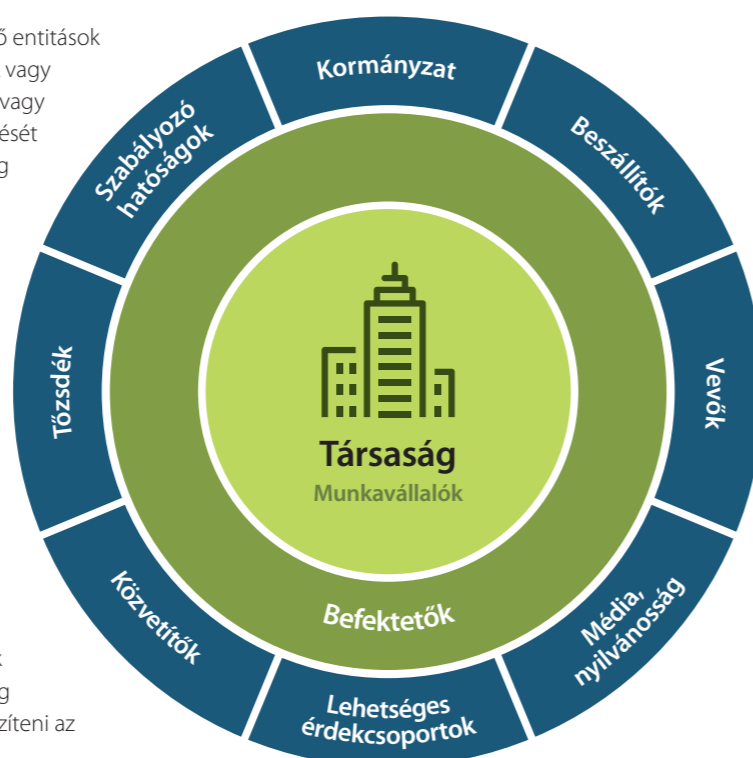 ő entitások
vagy
vagy
ését
g
Kormányzat
Beszállítók
Vevők
Média,
nyilvánosság
Lehetséges
érdekcsoportok
Közvetítők
Tőzsdék
Szabályozó
hatóságok
Társaság
Munkavállalók
Befektetők
k
g
zíteni az